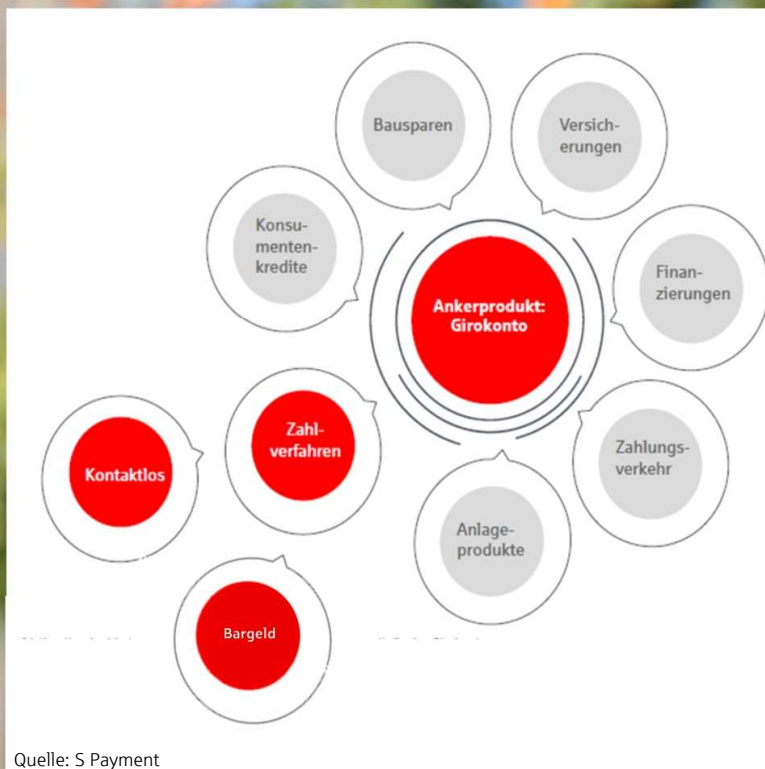 Bausparen
Versich-
erungen
Konsu-
menten-
kredite
Finan-
zierungen
Ankerprodukt:
Girokonto
Zahl-
verfahren
Kontaktlos
Zahlungs-
verkehr
Anlage-
produkte
Bargeld
Quelle: S Payment